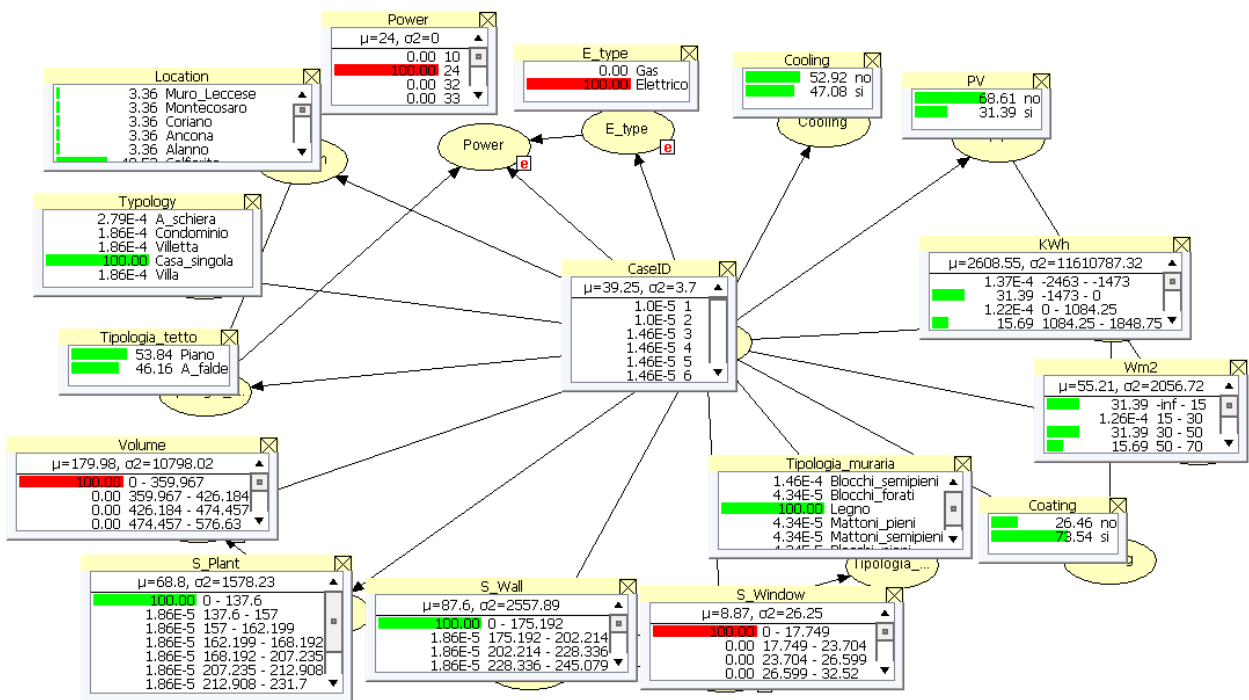 Power
μ=24, σ2=0
0.00 10
100.00 24
0.00 32
0.00 33
E_type
0.00 Gas
100.00 Elettrico
Cooling
52.92 no
47.08 si
PV
68.61 no
31.39 si
Location
3.36 Muro_Leccese
3.36 Montecosaro
3.36 Coriano
3.36 Ancona
3.36 Alanno
Power
e
E_type
e
Cooling
Typology
2.79E-4 A_schiera
1.86E-4 Condominio
1.86E-4 Villetta
100.00 Casa_singola
1.86E-4 Villa
CaseID
μ=39.25, σ2=3.7
1.0E-5 1
1.0E-5 2
1.46E-5 3
1.46E-5 4
1.46E-5 5
1.46E-5 6
KWh
μ=2608.55, σ2=11610787.32
1.37E-4 -2463 - -1473
31.39 -1473 - 0
1.22E-4 0 - 1084.25
15.69 1084.25 - 1848.75
Tipologia_tetto
53.84 Piano
46.16 A_falde
Wm2
μ=55.21, σ2=2056.72
31.39 -inf - 15
1.26E-4 15 - 30
31.39 30 - 50
15.69 50 - 70
Volume
μ=179.98, σ2=10798.02
100.00 0 - 359.967
0.00 359.967 - 426.184
0.00 426.184 - 474.457
0.00 474.457 - 576.63
Tipologia_muraria
1.46E-4 Blocchi_semipieni
4.34E-5 Blocchi_forati
100.00 Legno
4.34E-5 Mattoni_pieni
4.34E-5 Mattoni_semipieni
Coating
26.46 no
73.54 si
Tipologia_...
S_Plant
μ=68.8, σ2=1578.23
100.00 0 - 137.6
1.86E-5 137.6 - 157
1.86E-5 157 - 162.199
1.86E-5 162.199 - 168.192
1.86E-5 168.192 - 207.235
1.86E-5 207.235 - 212.908
1.86E-5 212.908 - 231.7
S_Wall
μ=87.6, σ2=2557.89
100.00 0 - 175.192
1.86E-5 175.192 - 202.214
1.86E-5 202.214 - 228.336
1.86E-5 228.336 - 245.079
S_Window
μ=8.87, σ2=26.25
100.00 0 - 17.749
0.00 17.749 - 23.704
0.00 23.704 - 26.599
0.00 26.599 - 32.52